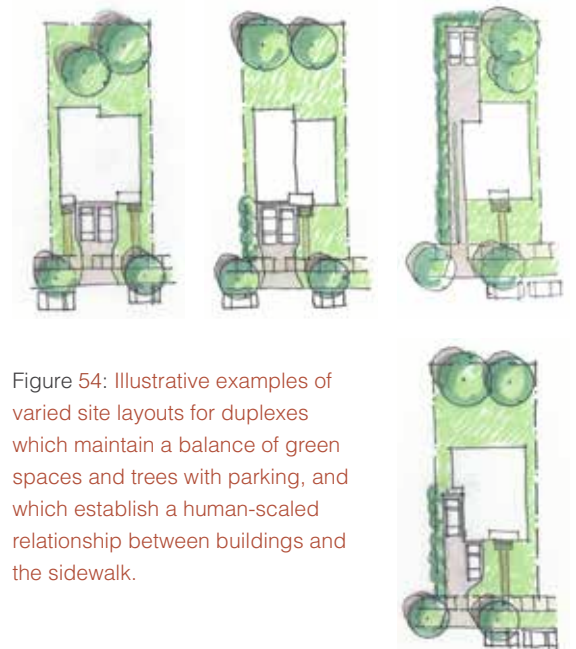 Figure 54: Illustrative examples of
varied site layouts for duplexes
which maintain a balance of green
spaces and trees with parking, and
which establish a human-scaled
relationship between buildings and
the sidewalk.